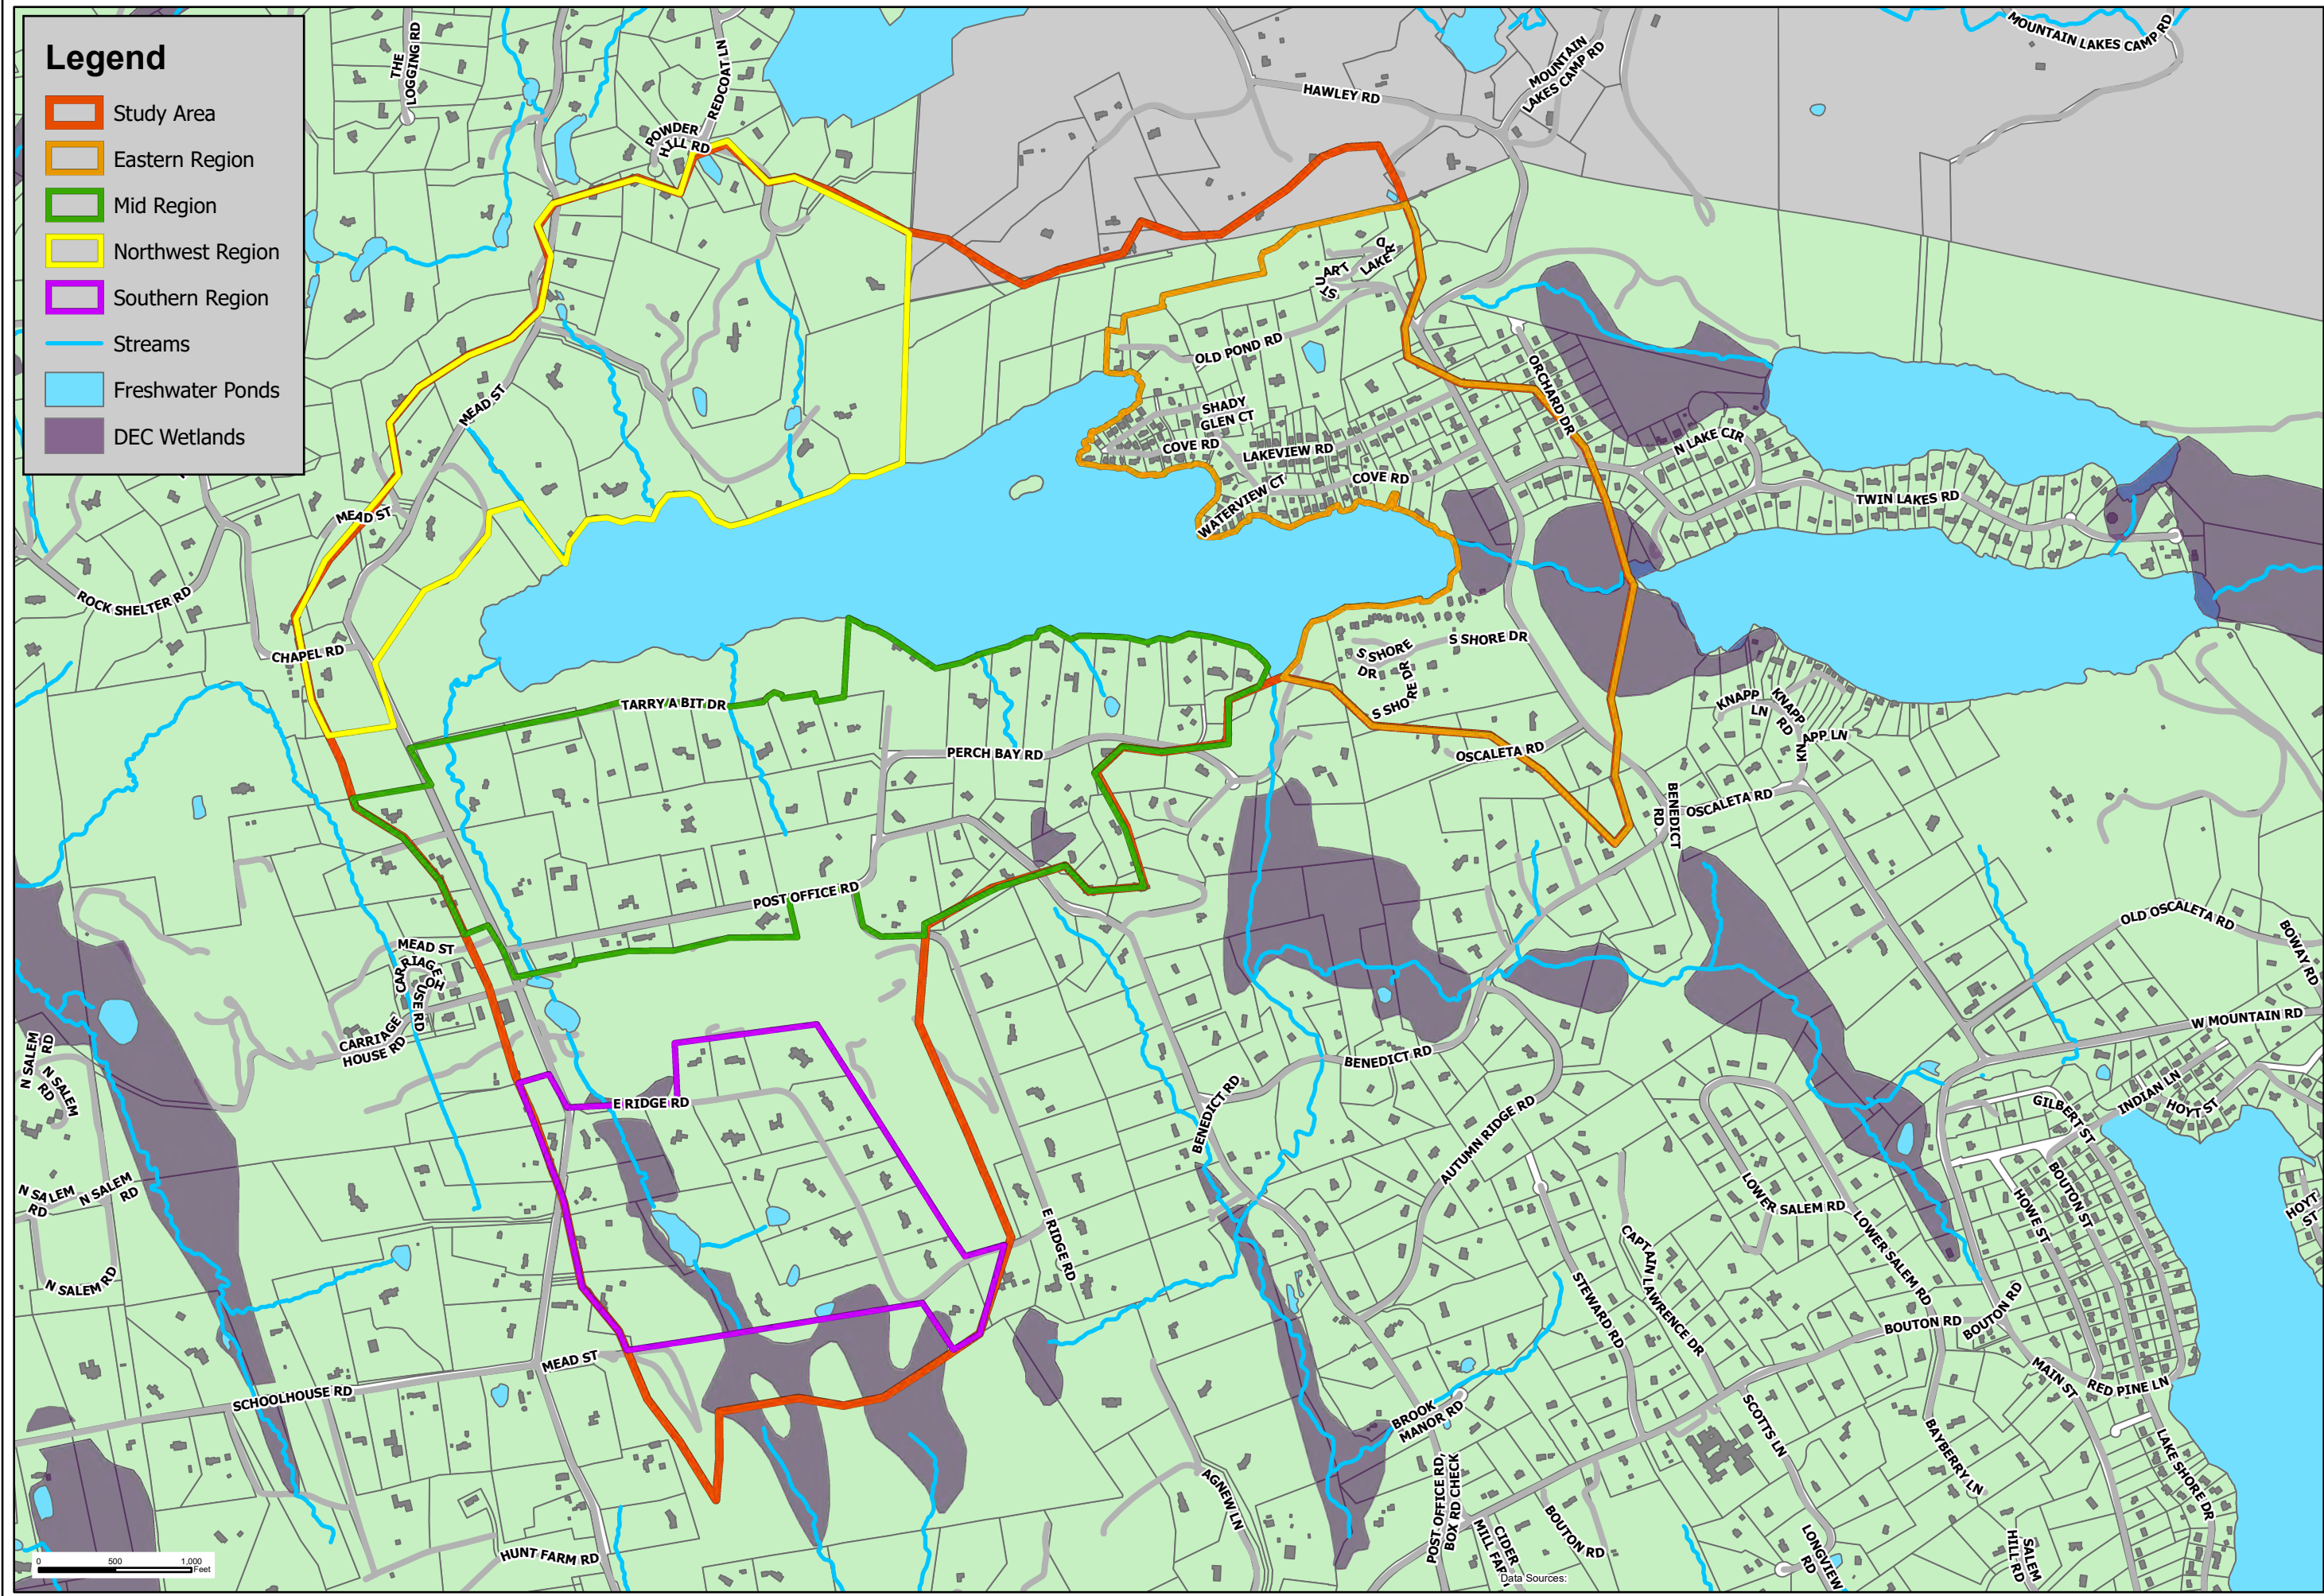 Legend
Study Area
Eastern Region
Mid Region
Northwest Region
Southern Region
Streams
Freshwater Ponds
DEC Wetlands
THE
LOGGING RD
REDCOAT LN
POWDER
HILL RD
HAWLEY RD
MOUNTAIN
LAKES CAMP RD
MOUNTAIN LAKES CAMP RD
STUART LAKE RD
OLD POND RD
ORCHARD DR
SHADY
GLEN CT
COVE RD
LAKEVIEW RD
COVE RD
WATERVIEW CT
N LAKE CIR
TWIN LAKES RD
MEAD ST
MEAD ST
ROCK SHELTER RD
CHAPEL RD
S SHORE
DR
S SHORE DR
S SHORE DR
TARRY A BIT DR
PERCH BAY RD
OSCALETA RD
KNAPP
LN
KNAPP
RD
KNAPP LN
BENEDICT
RD
OSCALETA RD
POST OFFICE RD
MEAD ST
CARRIAGE HOUSE RD
CARRIAGE
HOUSE RD
OLD OSCALETA RD
BOWAY RD
W MOUNTAIN RD
N SALEM
RD
N SALEM
RD
E RIDGE RD
BENEDICT RD
BENEDICT RD
AUTUMN RIDGE RD
GILBERT ST
INDIAN LN
HOYT ST
BOUTON ST
HOWE ST
HOYT
ST
N SALEM
RD
N SALEM
RD
N SALEM RD
E RIDGE RD
LOWER SALEM RD
LOWER SALEM RD
CAPTAIN LAWRENCE DR
STEWARD RD
BOUTON RD
BOUTON RD
MAIN ST
RED PINE LN
MEAD ST
SCHOOLHOUSE RD
BROOK
MANOR RD
SCOTTS LN
BAYBERRY LN
LAKE SHORE DR
AGNEW LN
POST OFFICE RD/
BOX RD CHECK
CIDER
MILL FARM
BOUTON RD
LONGVIEW
RD
SALEM
HILL RD
HUNT FARM RD
0 500 1,000
Feet
Data Sources: